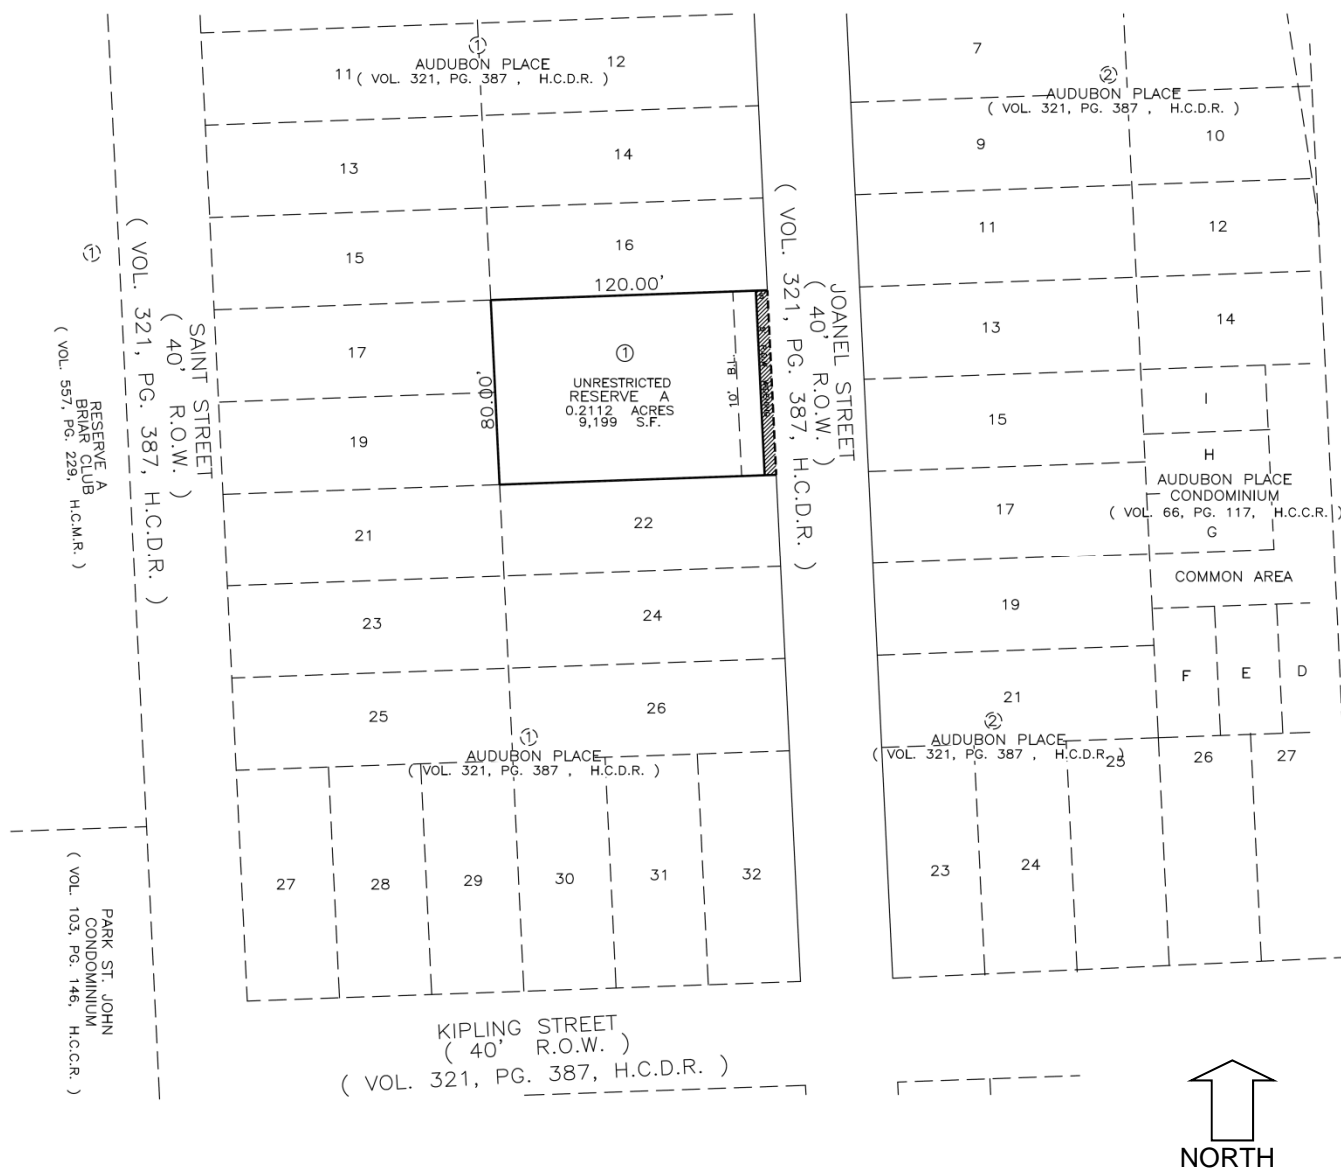 ①
AUDUBON PLACE
( VOL. 321, PG. 387 , H.C.D.R. )
11
12
13
14
15
16
17
19
21
22
23
24
25
26
①
AUDUBON PLACE
( VOL. 321, PG. 387 , H.C.D.R. )
27
28
29
30
31
32
120.00'
80.00'
①
UNRESTRICTED
RESERVE A
0.2112 ACRES
9,199 S.F.
10' B.L.
①
RESERVE A
BRIAR CLUB
( VOL. 557, PG. 229, H.C.M.R. )
SAINT STREET
( 40' R.O.W. )
( VOL. 321, PG. 387, H.C.D.R. )
JOANEL STREET
( 40' R.O.W. )
( VOL. 321, PG. 387, H.C.D.R. )
7
②
AUDUBON PLACE
( VOL. 321, PG. 387 , H.C.D.R. )
9
10
11
12
13
14
15
I
H
AUDUBON PLACE
CONDOMINIUM
( VOL. 66, PG. 117, H.C.C.R. )
G
17
COMMON AREA
19
F
E
D
21
②
AUDUBON PLACE
( VOL. 321, PG. 387 , H.C.D.R. )
23
24
25
26
27
PARK ST. JOHN
CONDOMINIUM
( VOL. 103, PG. 146, H.C.C.R. )
KIPLING STREET
( 40' R.O.W. )
( VOL. 321, PG. 387, H.C.D.R. )
NORTH